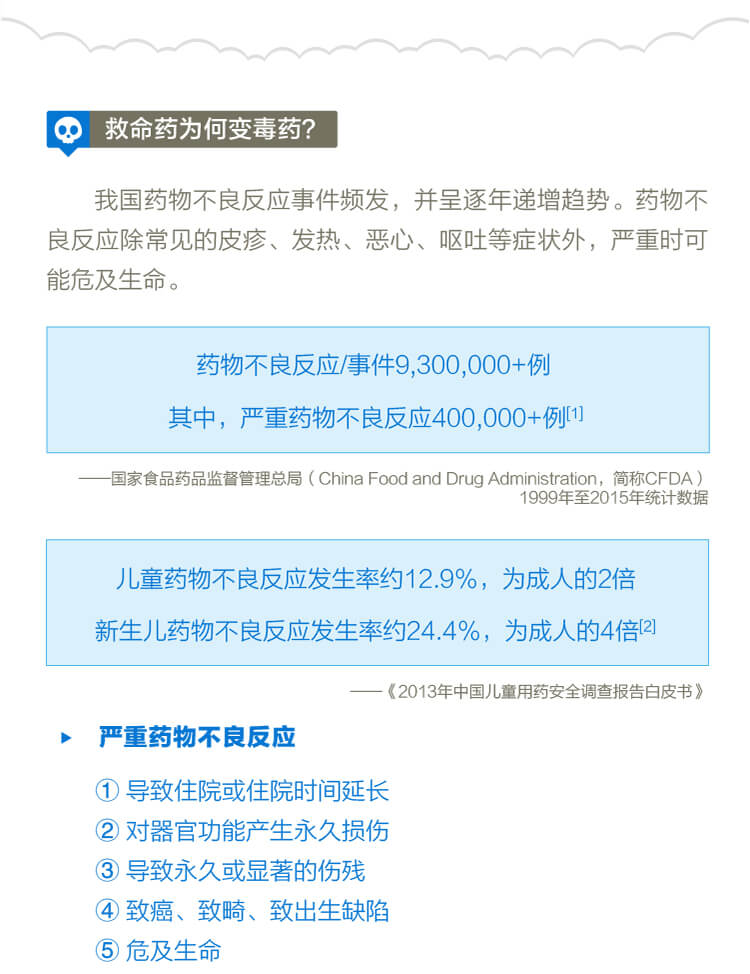 救命药为何变毒药?
我国药物不良反应事件频发，并呈逐年递增趋势。药物不
良反应除常见的皮疹、发热、恶心、呕吐等症状外，严重时可
能危及生命。
药物不良反应/事件9,300,000+例
其中，严重药物不良反应400,000+例[1]
——国家食品药品监督管理总局（China Food and Drug Administration，简称CFDA）
1999年至2015年统计数据
儿童药物不良反应发生率约12.9%，为成人的2倍
新生儿药物不良反应发生率约24.4%，为成人的4倍[2]
——《2013年中国儿童用药安全调查报告白皮书》
严重药物不良反应
① 导致住院或住院时间延长
② 对器官功能产生永久损伤
③ 导致永久或显著的伤残
④ 致癌、致畸、致出生缺陷
⑤ 危及生命